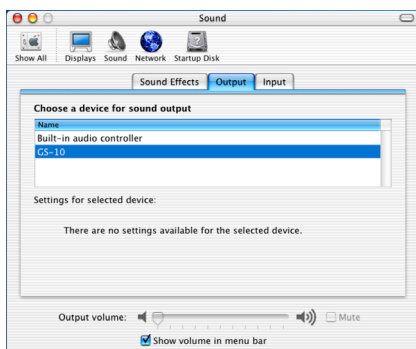 Sound
Show All Displays Sound Network Startup Disk
Sound Effects Output Input
Choose a device for sound output
Name
Built-in audio controller
GS-10
Settings for selected device:
There are no settings available for the selected device.
Output volume: Mute
Show volume in menu bar